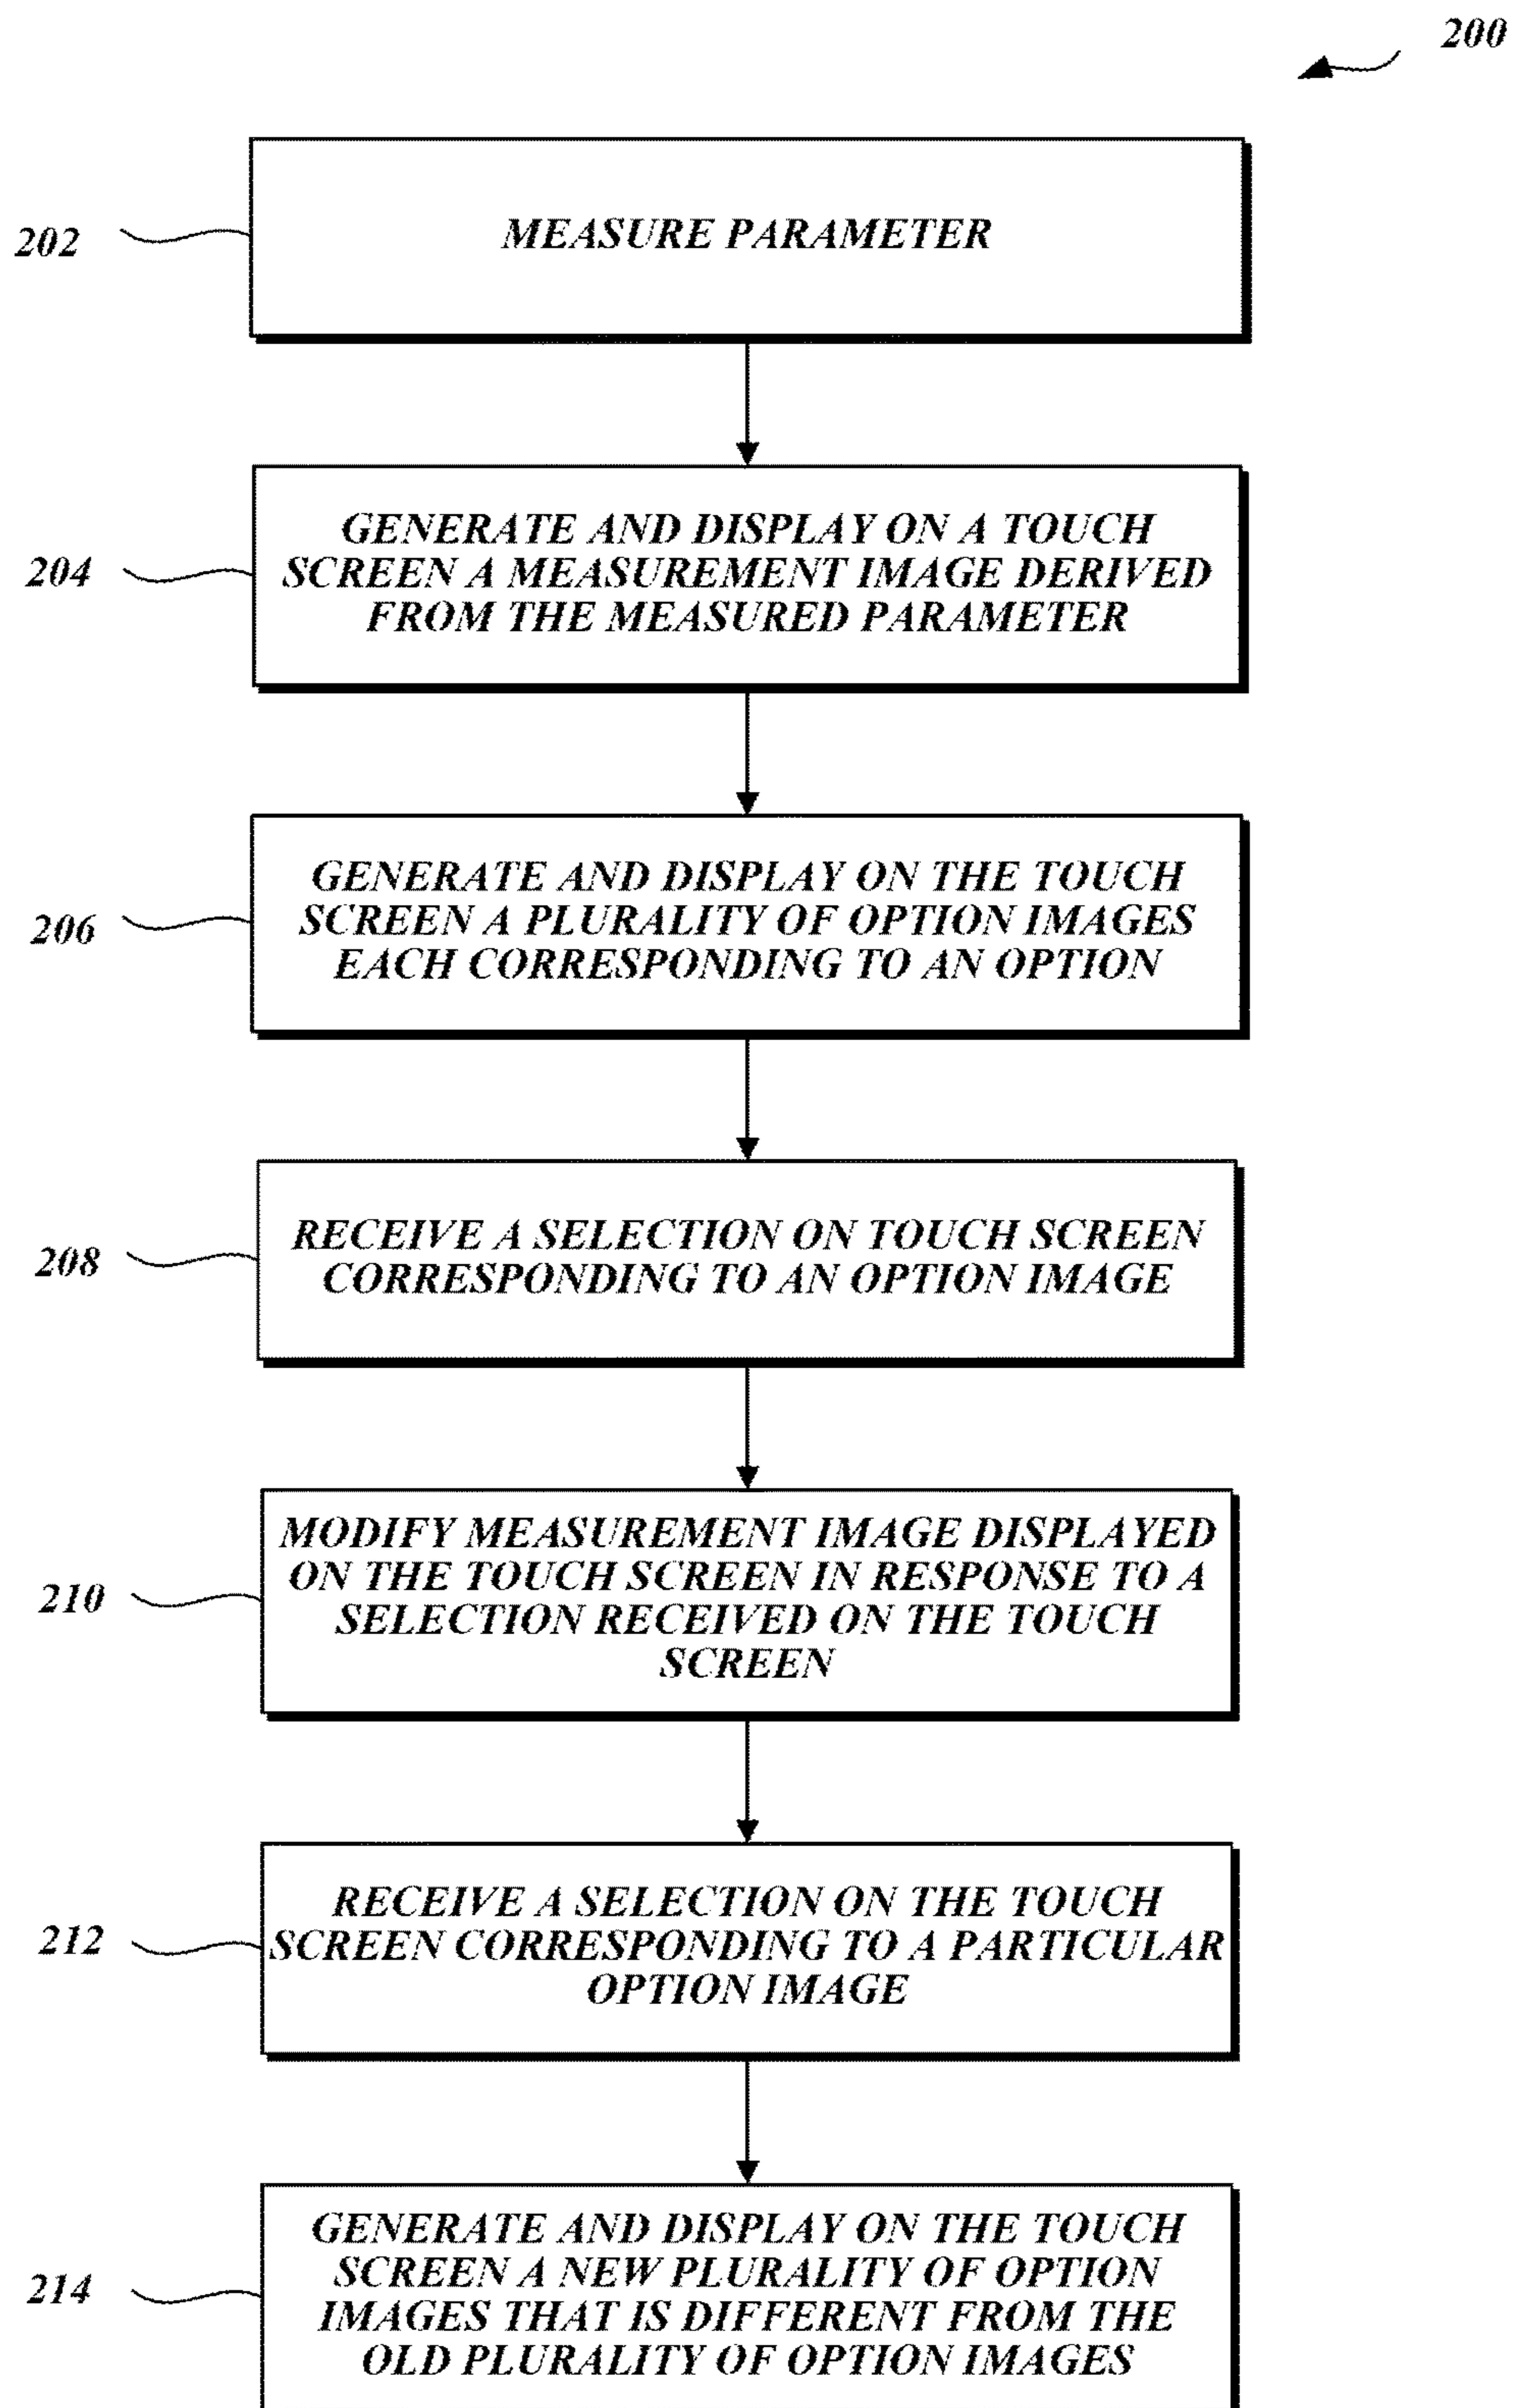 200
202
MEASURE PARAMETER
204
GENERATE AND DISPLAY ON A TOUCH
SCREEN A MEASUREMENT IMAGE DERIVED
FROM THE MEASURED PARAMETER
206
GENERATE AND DISPLAY ON THE TOUCH
SCREEN A PLURALITY OF OPTION IMAGES
EACH CORRESPONDING TO AN OPTION
208
RECEIVE A SELECTION ON TOUCH SCREEN
CORRESPONDING TO AN OPTION IMAGE
210
MODIFY MEASUREMENT IMAGE DISPLAYED
ON THE TOUCH SCREEN IN RESPONSE TO A
SELECTION RECEIVED ON THE TOUCH
SCREEN
212
RECEIVE A SELECTION ON THE TOUCH
SCREEN CORRESPONDING TO A PARTICULAR
OPTION IMAGE
214
GENERATE AND DISPLAY ON THE TOUCH
SCREEN A NEW PLURALITY OF OPTION
IMAGES THAT IS DIFFERENT FROM THE
OLD PLURALITY OF OPTION IMAGES